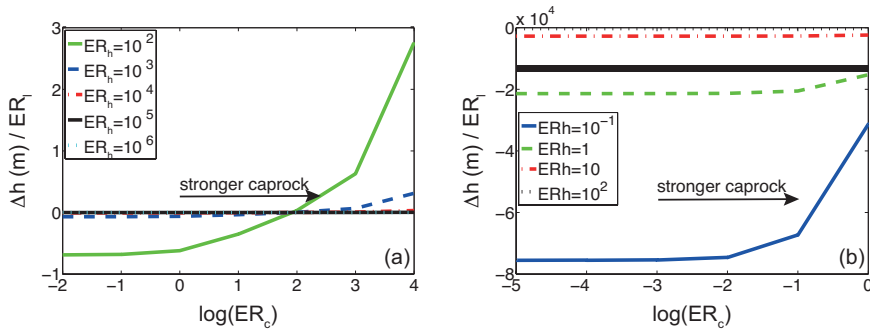 3
2
1
0
−1
−2
−1
0
1
2
3
4
Δh (m) / ER_l
log(ER_c)
ER_h=10^2
ER_h=10^3
ER_h=10^4
ER_h=10^5
ER_h=10^6
stronger caprock
(a)
0 x 10^4
−2
−4
−6
−8
−5
−4
−3
−2
−1
0
Δh (m) / ER_l
log(ER_c)
ERh=10^−1
ERh=1
ERh=10
ERh=10^2
stronger caprock
(b)